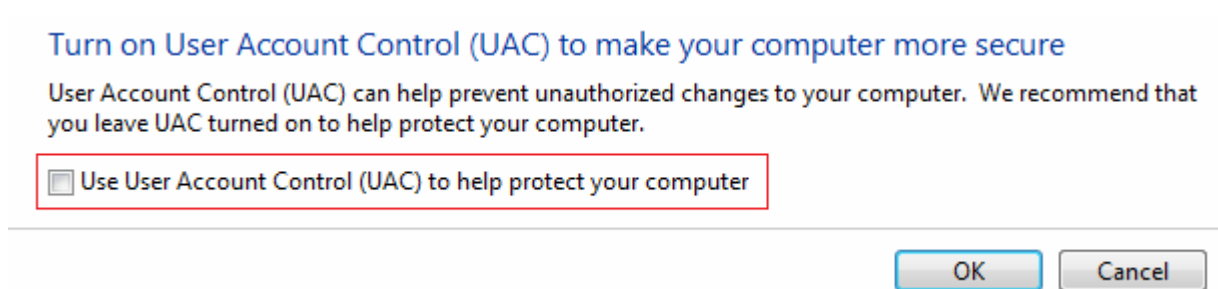 Turn on User Account Control (UAC) to make your computer more secure
User Account Control (UAC) can help prevent unauthorized changes to your computer.  We recommend that
you leave UAC turned on to help protect your computer.
Use User Account Control (UAC) to help protect your computer
OK
Cancel